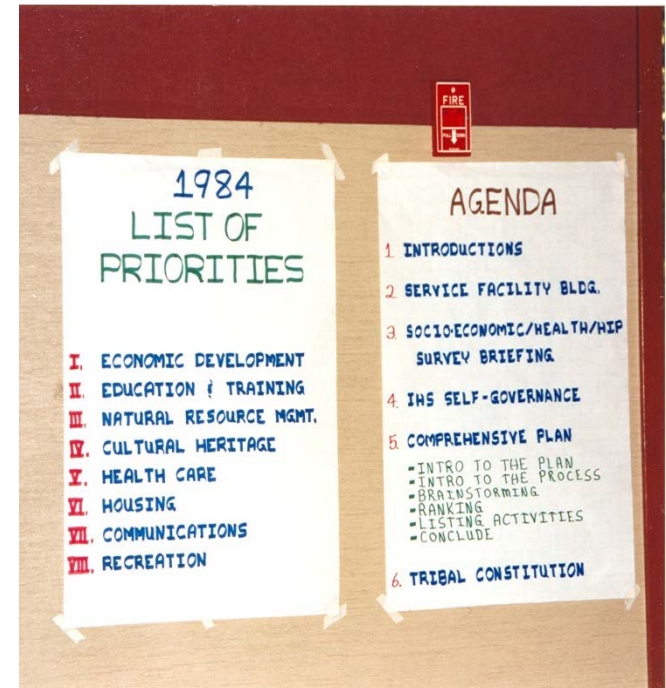 FIRE
PULL DOWN
1984
LIST OF
PRIORITIES
I. ECONOMIC DEVELOPMENT
II. EDUCATION & TRAINING
III. NATURAL RESOURCE MGMT.
IV. CULTURAL HERITAGE
V. HEALTH CARE
VI. HOUSING
VII. COMMUNICATIONS
VIII. RECREATION
AGENDA
1. INTRODUCTIONS
2. SERVICE FACILITY BLDG.
3. SOCIO-ECONOMIC/HEALTH/HIP
SURVEY BRIEFING
4. IHS SELF-GOVERNANCE
5. COMPREHENSIVE PLAN
-INTRO TO THE PLAN
-INTRO TO THE PROCESS
-BRAINSTORMING
-RANKING
-LISTING ACTIVITIES
-CONCLUDE
6. TRIBAL CONSTITUTION